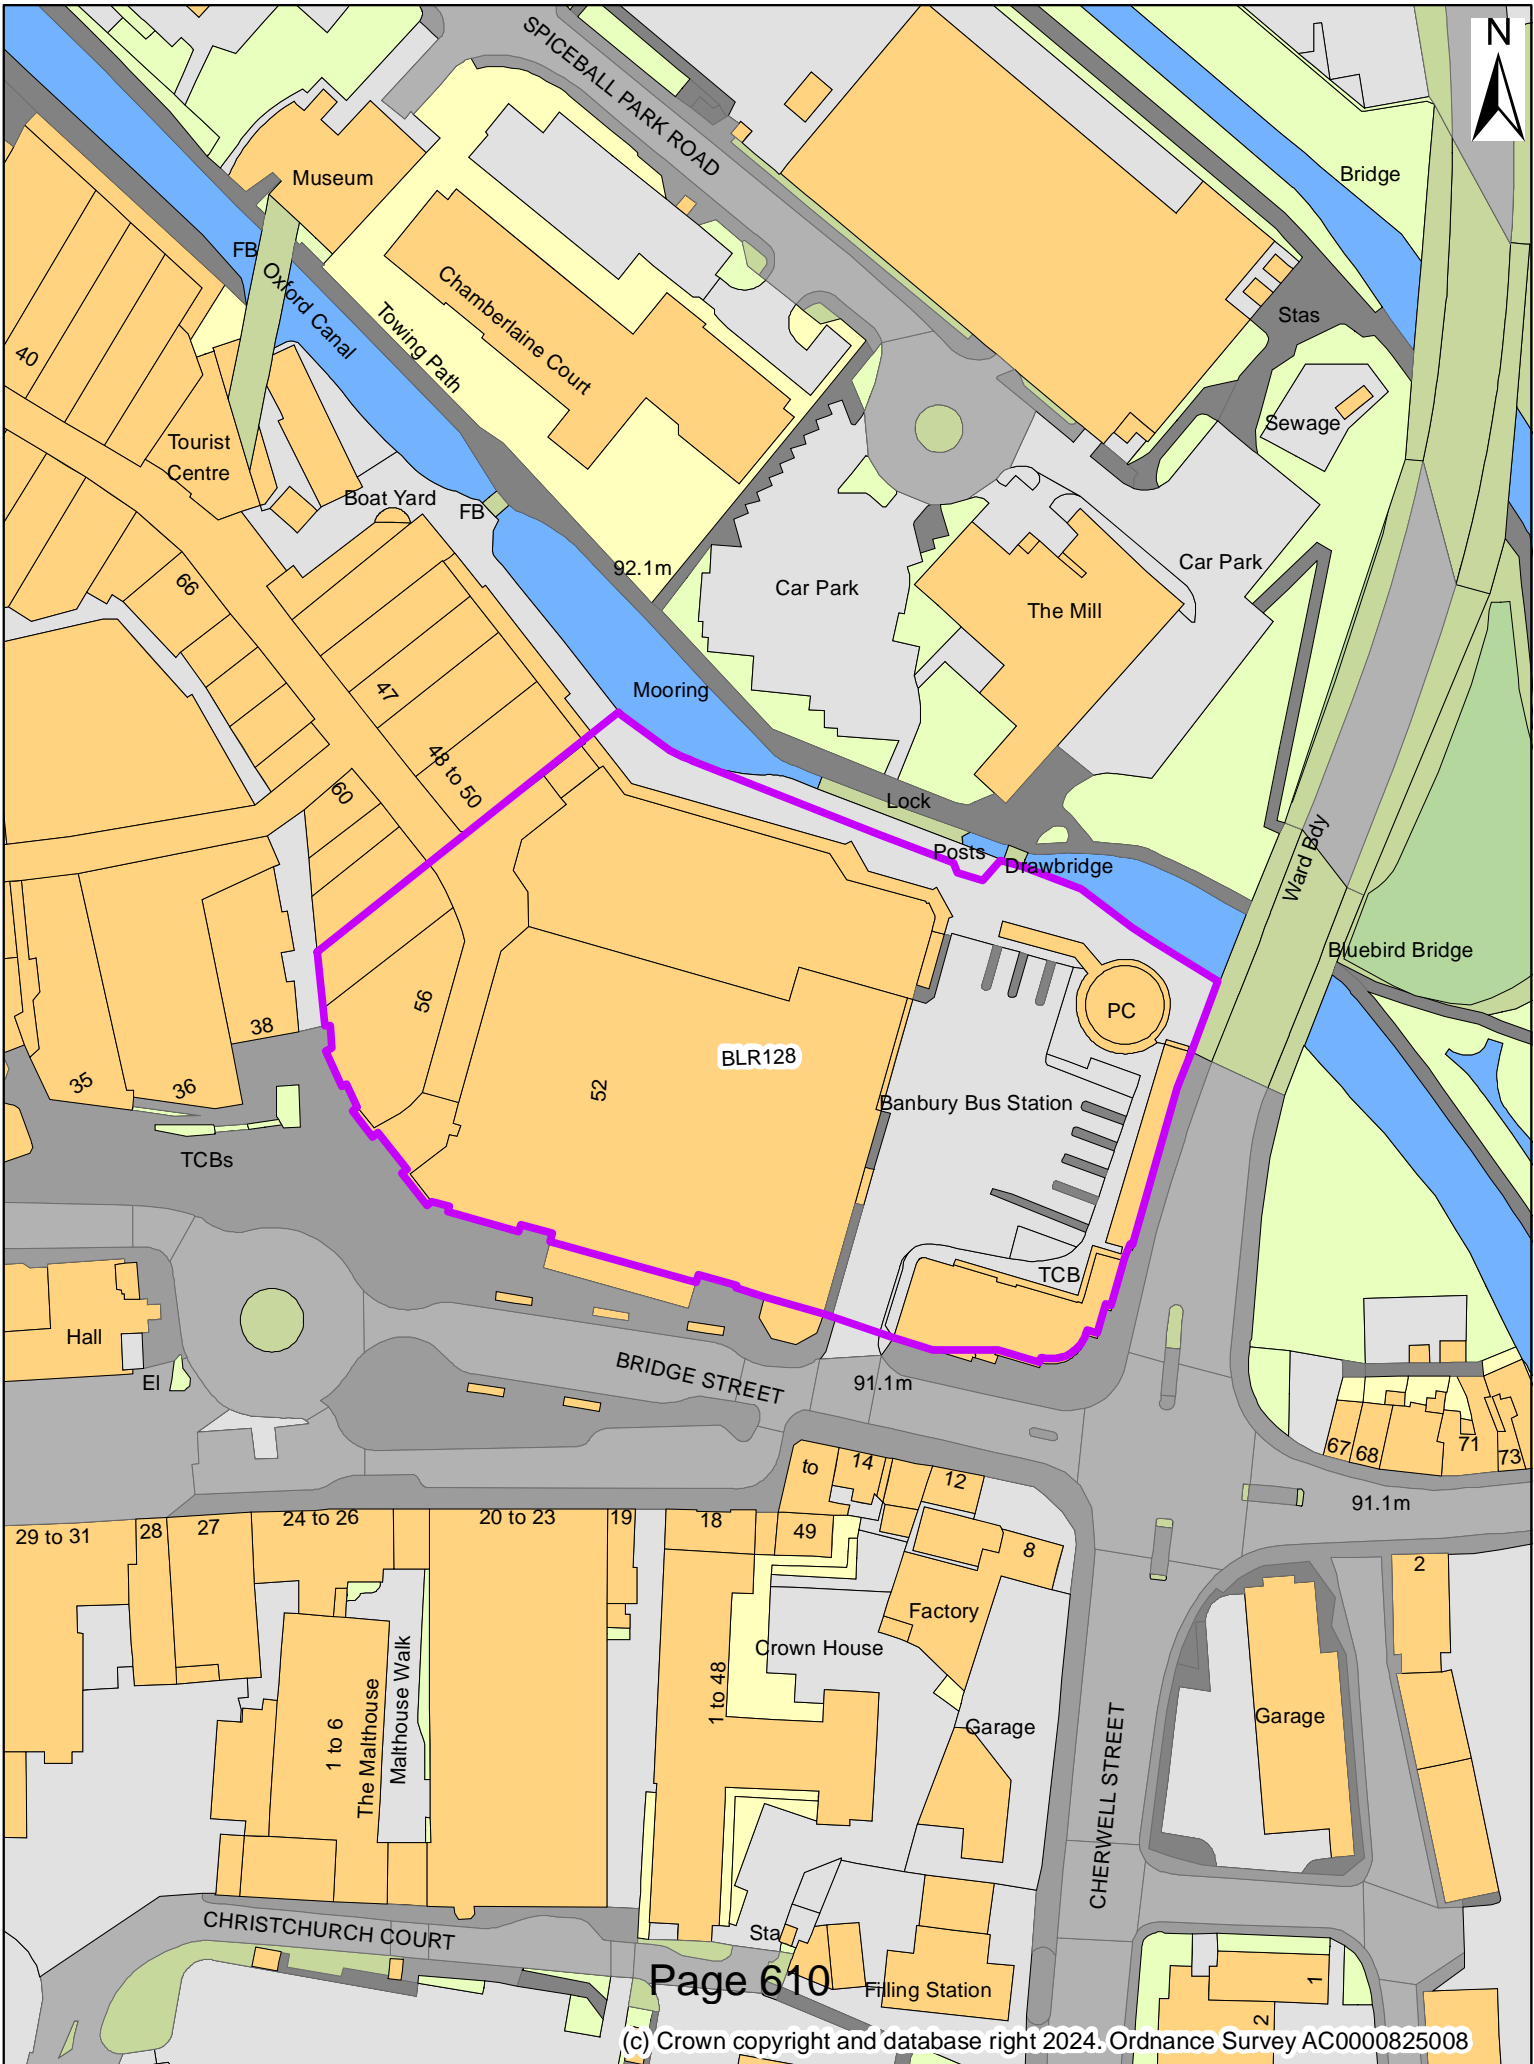 N
SPICEBALL PARK ROAD
Museum
Bridge
FB
Oxford Canal
Towing Path
Chamberlaine Court
Stas
40
Tourist
Centre
Sewage
Boat Yard
FB
92.1m
Car Park
Car Park
The Mill
66
47
Mooring
48 to 50
60
Lock
Posts
Drawbridge
Ward Bdy
Bluebird Bridge
56
PC
38
BLR128
52
35
36
Banbury Bus Station
TCBs
TCB
Hall
El
BRIDGE STREET
91.1m
67
68
71
73
to
14
12
91.1m
29 to 31
28
27
24 to 26
20 to 23
19
18
49
8
2
Factory
Crown House
1 to 48
Malthouse Walk
The Malthouse
1 to 6
Garage
Garage
CHERWELL STREET
CHRISTCHURCH COURT
Sta
Page 610
Filling Station
1
2
(c) Crown copyright and database right 2024. Ordnance Survey AC0000825008